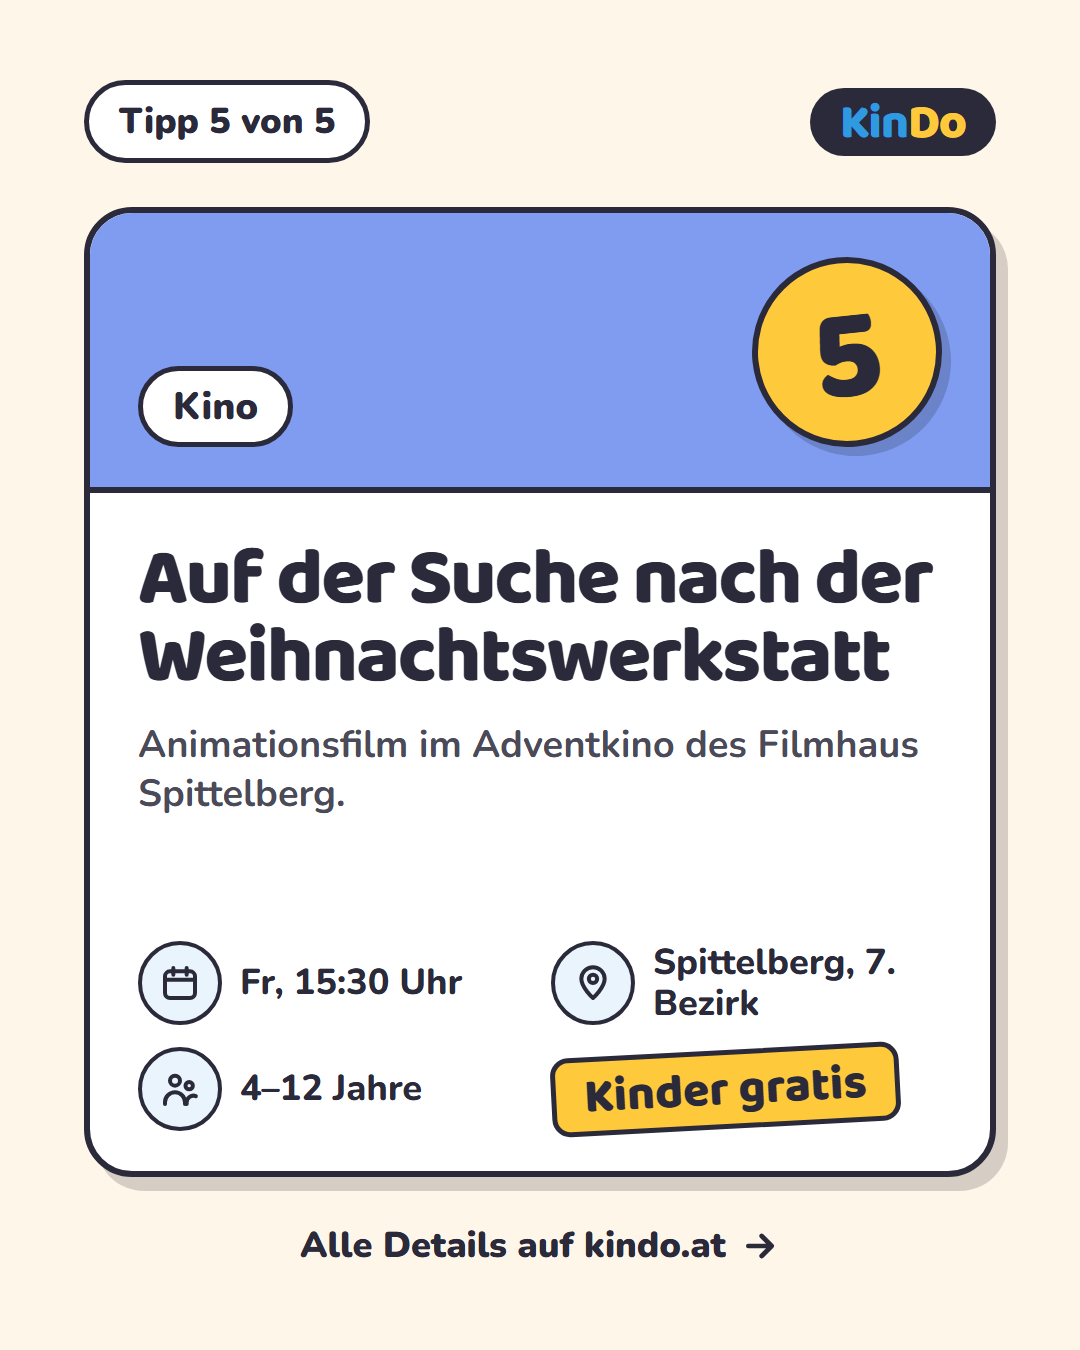 Tipp 5 von 5
KinDo
5
Kino
Auf der Suche nach der
Weihnachtswerkstatt
Animationsfilm im Adventkino des Filmhaus
Spittelberg.
Fr, 15:30 Uhr
Spittelberg, 7.
Bezirk
4–12 Jahre
Kinder gratis
Alle Details auf kindo.at →